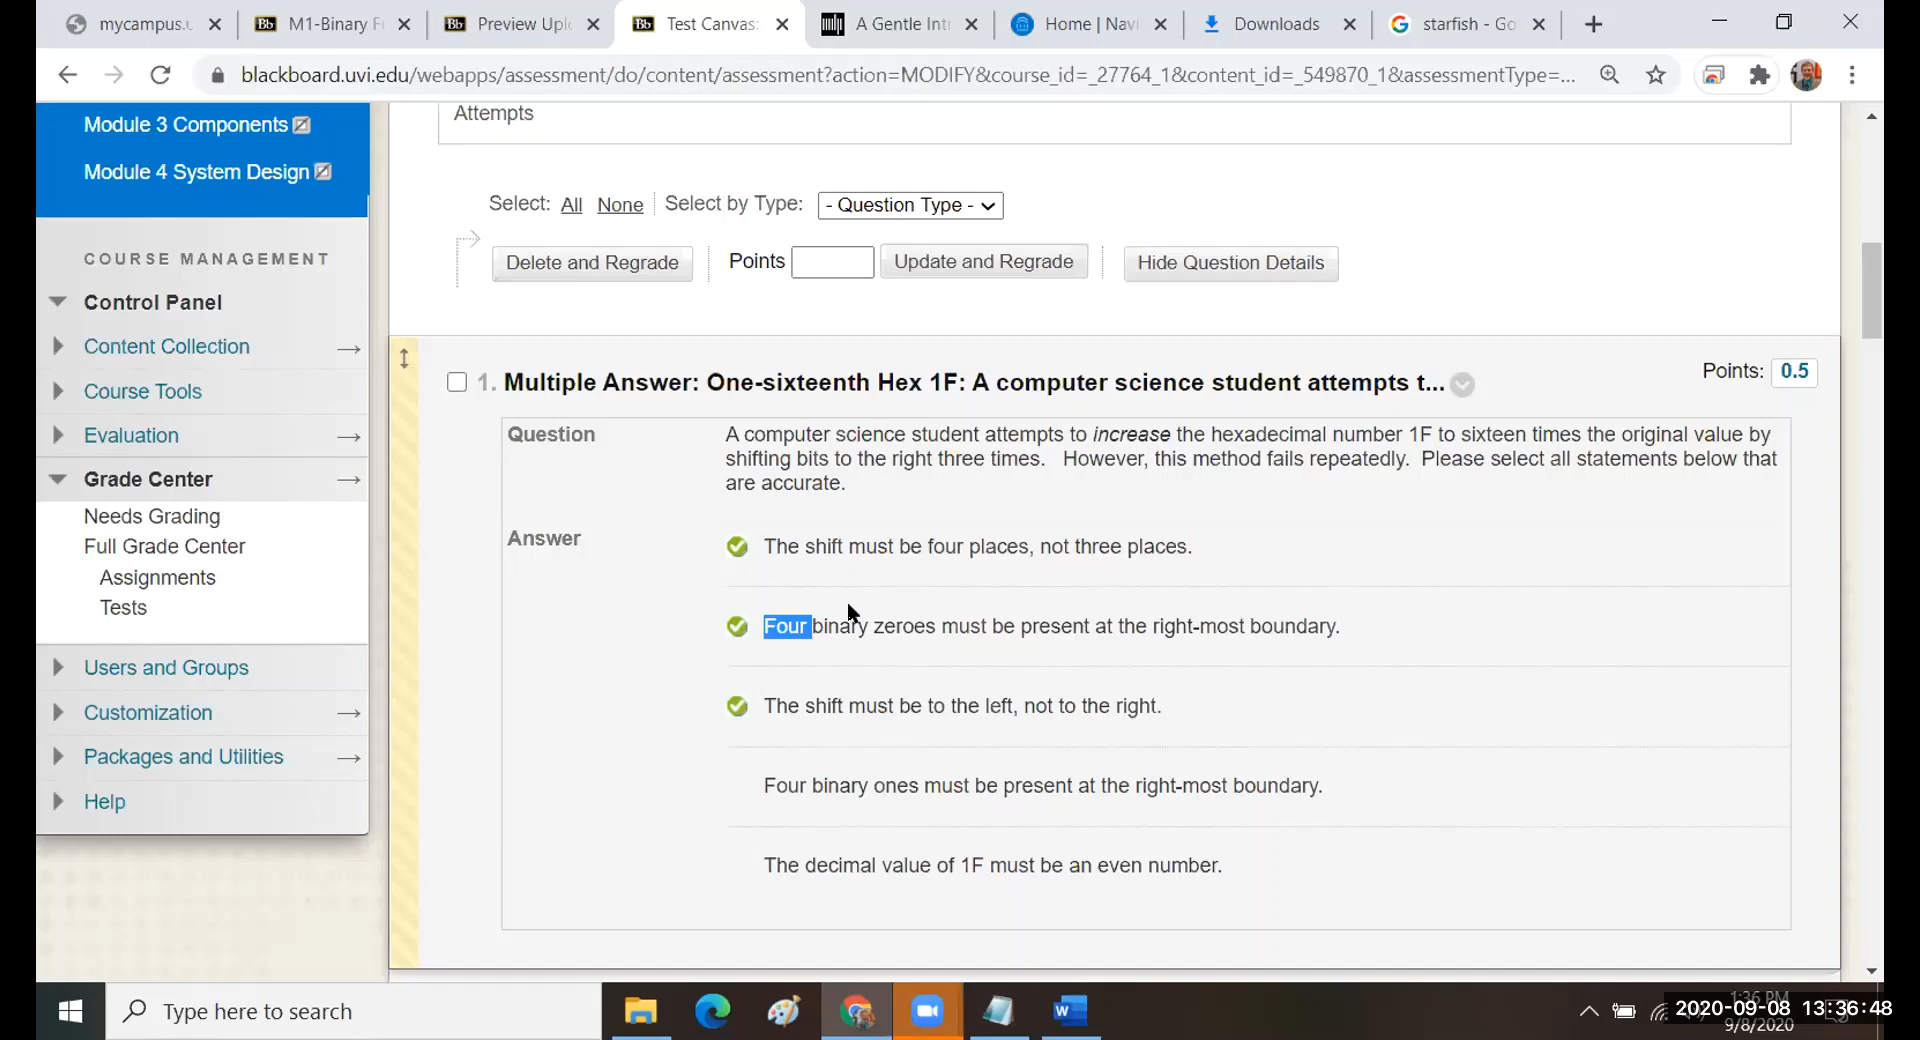 mycampus.u
M1-Binary F
Preview Uplo
Test Canvas:
A Gentle Intr
Home | Navi
Downloads
starfish - Go
blackboard.uvi.edu/webapps/assessment/do/content/assessment?action=MODIFY&course_id=_27764_1&content_id=_549870_1&assessmentType=...
Module 3 Components
Module 4 System Design
COURSE MANAGEMENT
Control Panel
Content Collection
Course Tools
Evaluation
Grade Center
Needs Grading
Full Grade Center
Assignments
Tests
Users and Groups
Customization
Packages and Utilities
Help
Attempts
Select: All None Select by Type: - Question Type -
Delete and Regrade Points Update and Regrade Hide Question Details
1. Multiple Answer: One-sixteenth Hex 1F: A computer science student attempts t...
Points: 0.5
Question
A computer science student attempts to increase the hexadecimal number 1F to sixteen times the original value by
shifting bits to the right three times. However, this method fails repeatedly. Please select all statements below that
are accurate.
Answer
The shift must be four places, not three places.
Four binary zeroes must be present at the right-most boundary.
The shift must be to the left, not to the right.
Four binary ones must be present at the right-most boundary.
The decimal value of 1F must be an even number.
Type here to search
1:36 PM
2020-09-08 13:36:48
9/8/2020